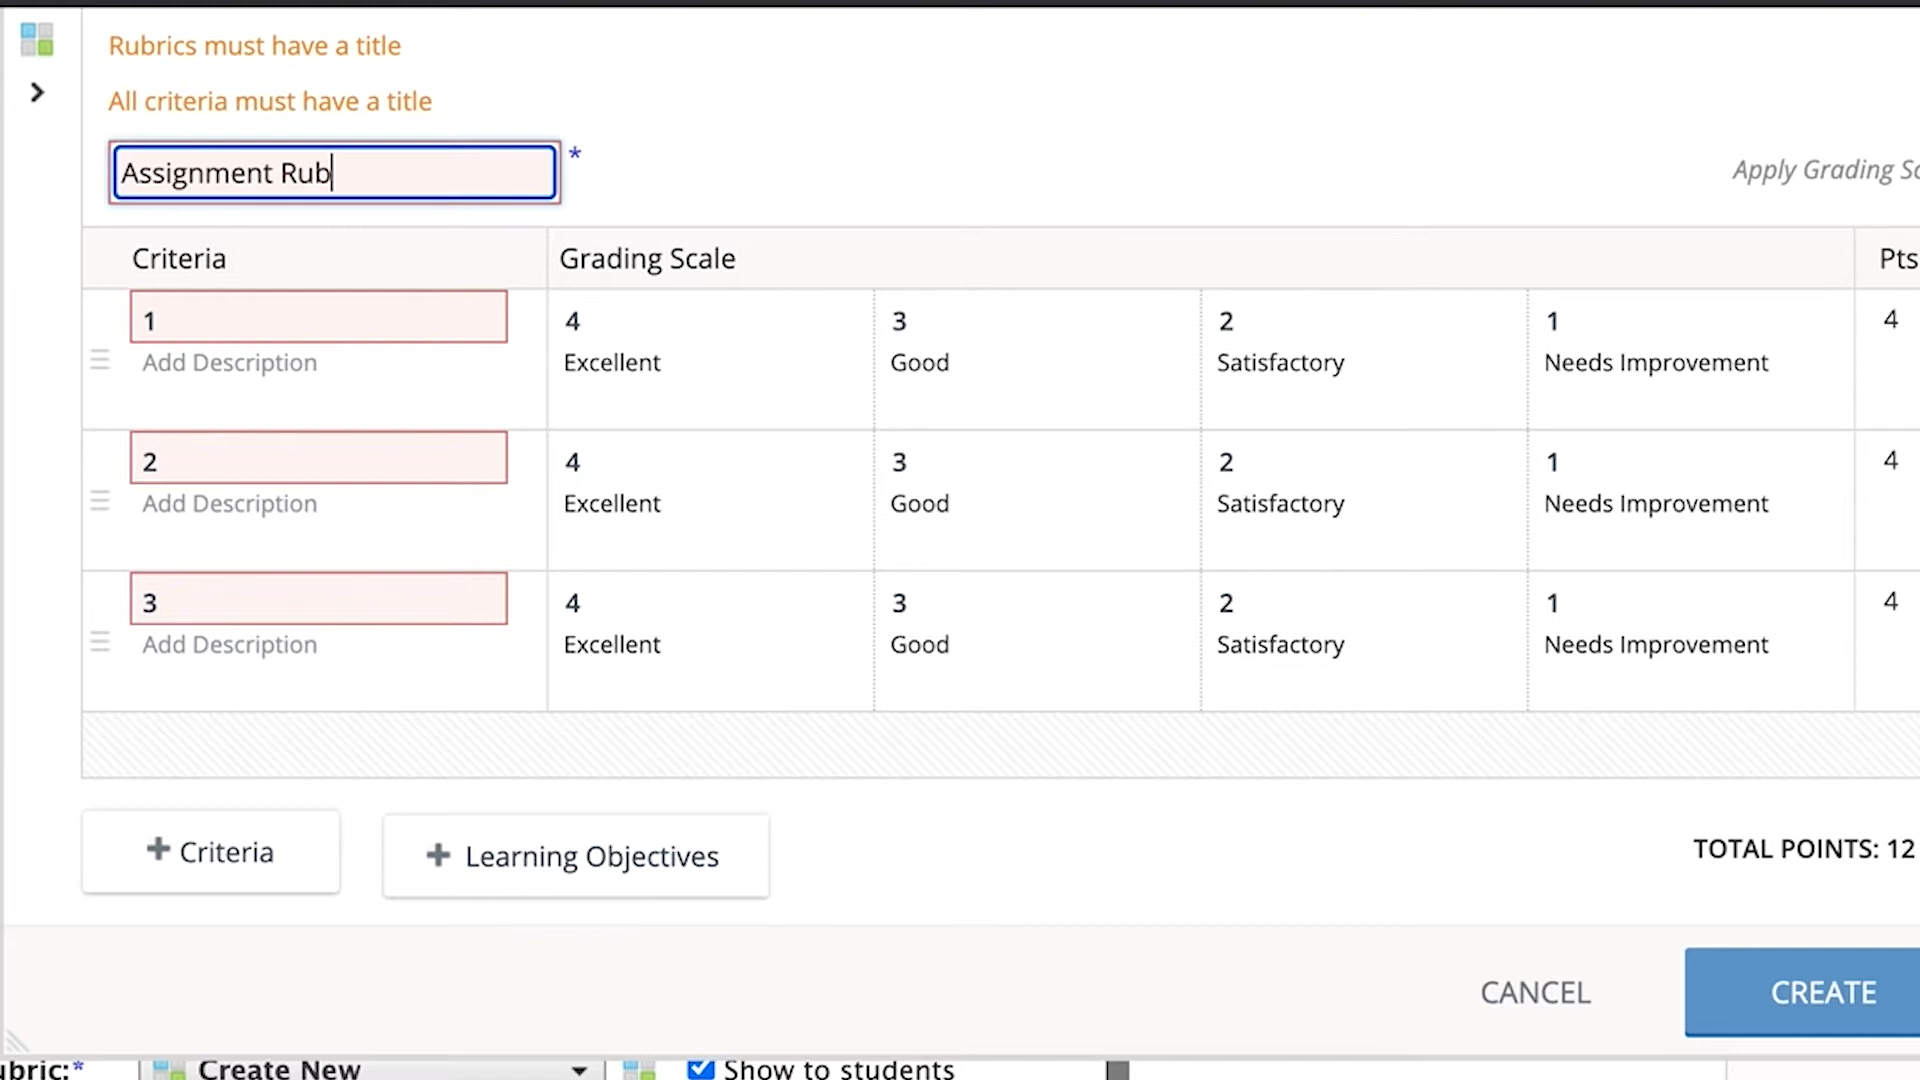 Rubrics must have a title
All criteria must have a title
Assignment Rub *
Apply Grading Sc
Criteria Grading Scale Pts
1 4 3 2 1 4
Add Description Excellent Good Satisfactory Needs Improvement
2 4 3 2 1 4
Add Description Excellent Good Satisfactory Needs Improvement
3 4 3 2 1 4
Add Description Excellent Good Satisfactory Needs Improvement
+ Criteria + Learning Objectives TOTAL POINTS: 12
CANCEL CREATE
ubric:* Create New Show to students